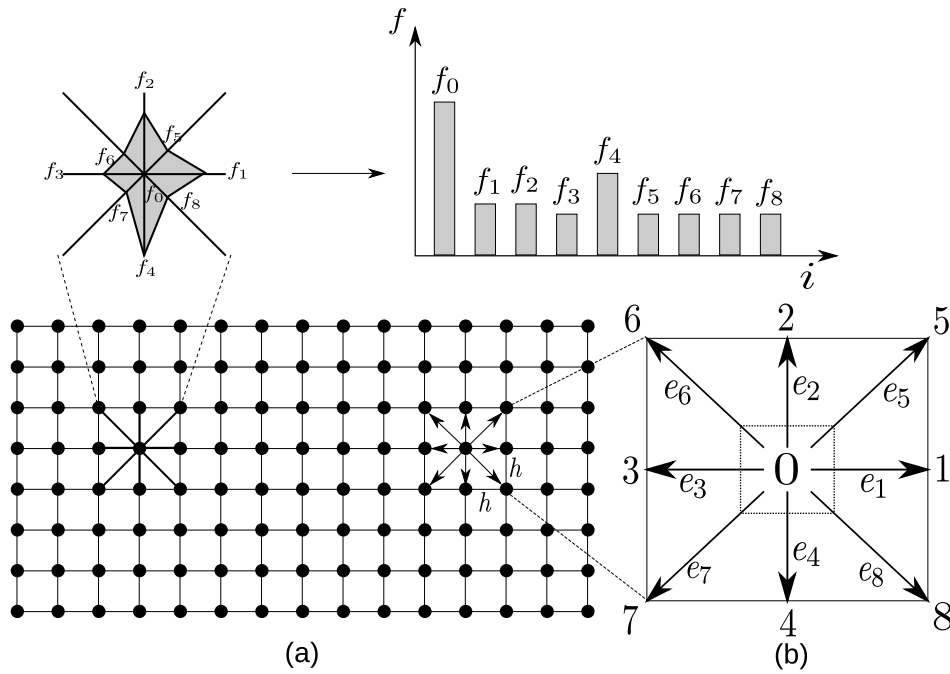 f
f₂
f₅
f₆
f₃
f₁
f₀
f₈
f₇
f₄
f₀
f₁ f₂ f₃ f₄ f₅ f₆ f₇ f₈
i
6 2 5
e₆ e₂ e₅
3 0 1
e₃ e₁
e₇ e₄ e₈
7 4 8
h
h
(a) (b)